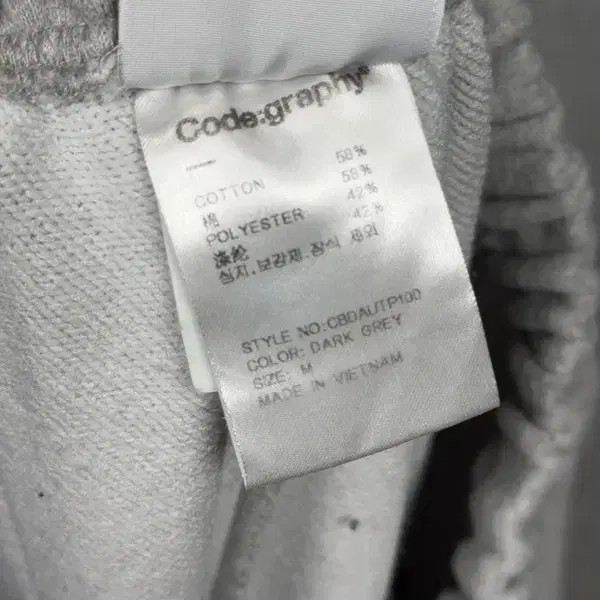 Code:graphy®
COTTON 58%
棉 58%
POLYESTER 42%
涤纶 42%
심지.보강재.장식 제외
STYLE NO:CBDAUTP100
COLOR: DARK GREY
SIZE: M
MADE IN VIETNAM